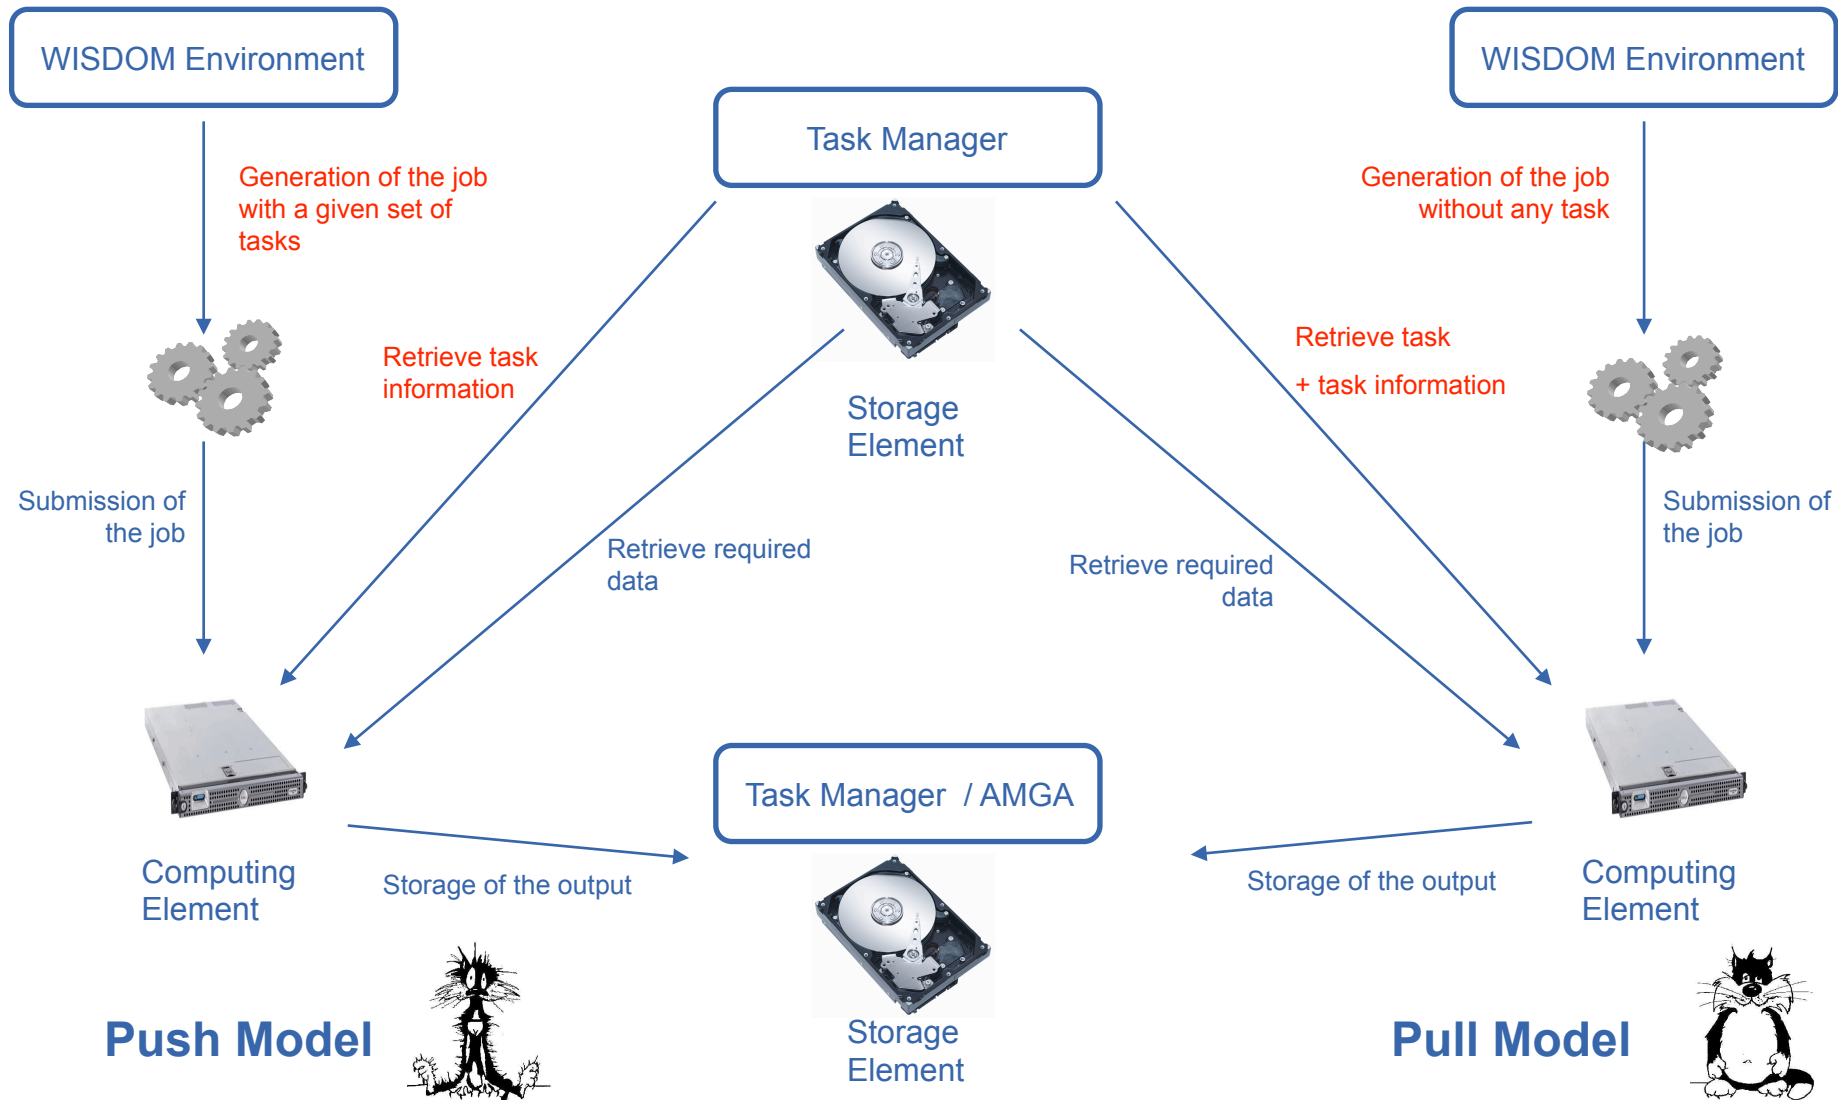 WISDOM Environment
WISDOM Environment
Task Manager
Generation of the job
with a given set of
tasks
Generation of the job
without any task
Retrieve task
information
Retrieve task
+ task information
Storage
Element
Submission of
the job
Submission of
the job
Retrieve required
data
Retrieve required
data
Task Manager / AMGA
Computing
Element
Storage of the output
Storage of the output
Computing
Element
Push Model
Storage
Element
Pull Model